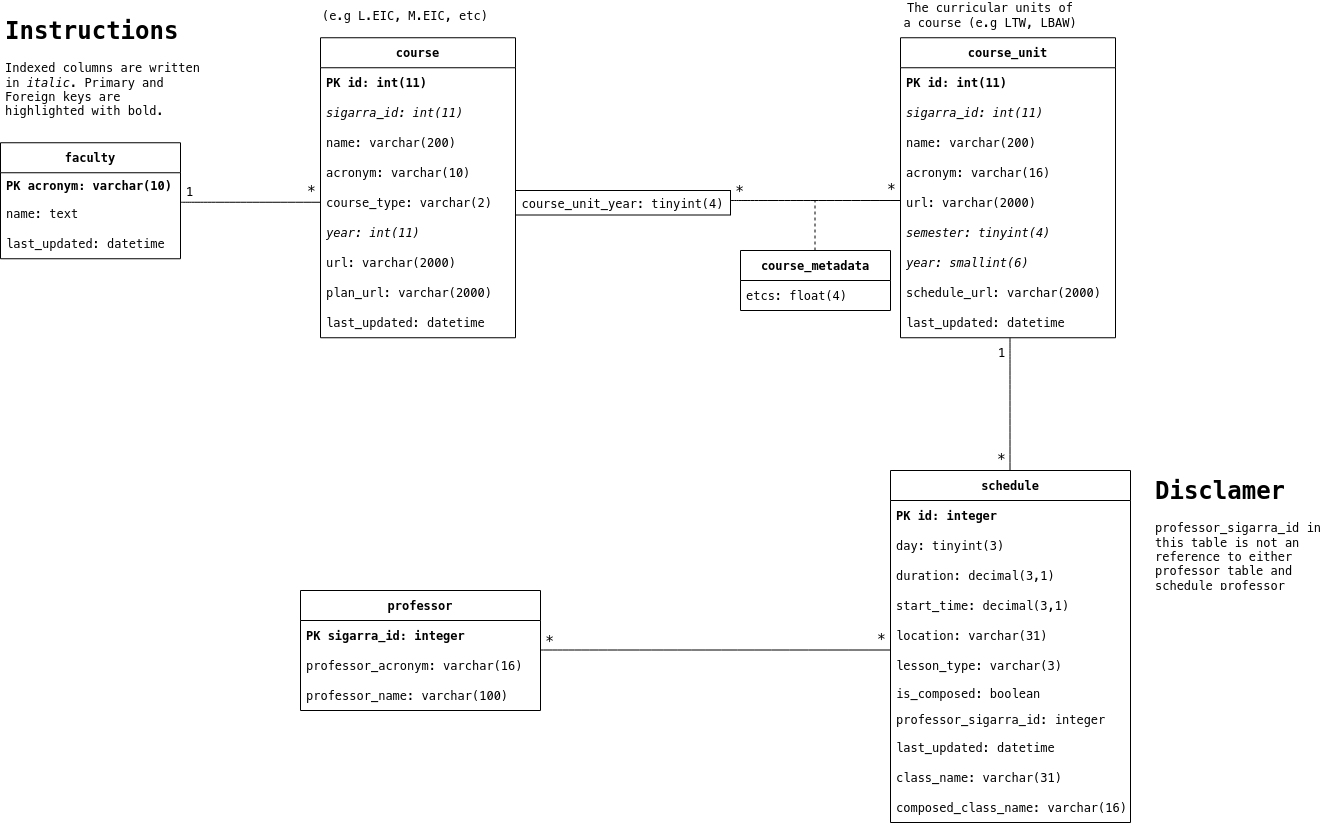 Instructions
Indexed columns are written
in italic. Primary and
Foreign keys are
highlighted with bold.
faculty
PK acronym: varchar(10)
name: text
last_updated: datetime
1
*
(e.g L.EIC, M.EIC, etc)
course
PK id: int(11)
sigarra_id: int(11)
name: varchar(200)
acronym: varchar(10)
course_type: varchar(2)
year: int(11)
url: varchar(2000)
plan_url: varchar(2000)
last_updated: datetime
course_unit_year: tinyint(4)
*
*
course_metadata
etcs: float(4)
The curricular units of
a course (e.g LTW, LBAW)
course_unit
PK id: int(11)
sigarra_id: int(11)
name: varchar(200)
acronym: varchar(16)
url: varchar(2000)
semester: tinyint(4)
year: smallint(6)
schedule_url: varchar(2000)
last_updated: datetime
1
*
professor
PK sigarra_id: integer
professor_acronym: varchar(16)
professor_name: varchar(100)
*
*
schedule
PK id: integer
day: tinyint(3)
duration: decimal(3,1)
start_time: decimal(3,1)
location: varchar(31)
lesson_type: varchar(3)
is_composed: boolean
professor_sigarra_id: integer
last_updated: datetime
class_name: varchar(31)
composed_class_name: varchar(16)
Disclamer
professor_sigarra_id in
this table is not an
reference to either
professor table and
schedule professor